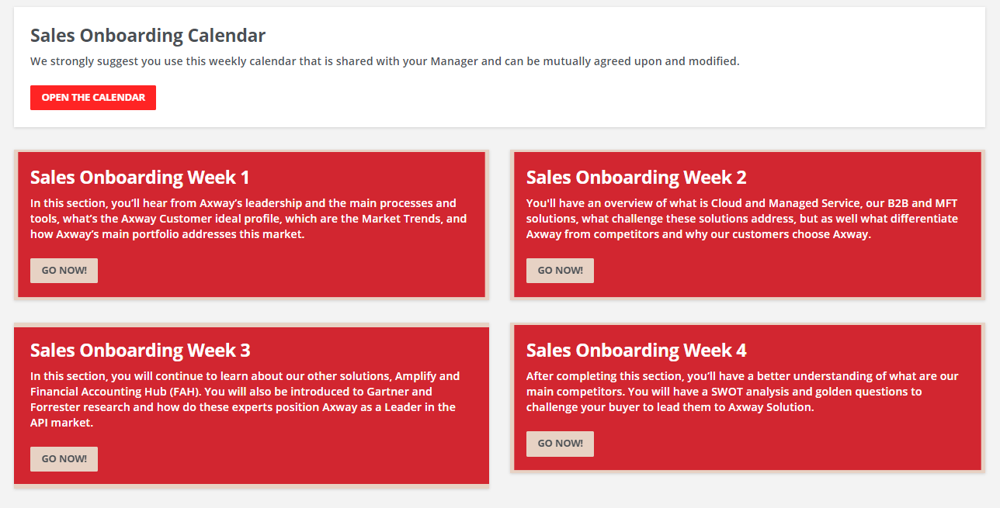 Sales Onboarding Calendar
We strongly suggest you use this weekly calendar that is shared with your Manager and can be mutually agreed upon and modified.
OPEN THE CALENDAR
Sales Onboarding Week 1
In this section, you’ll hear from Axway’s leadership and the main processes and
tools, what’s the Axway Customer ideal profile, which are the Market Trends, and
how Axway’s main portfolio addresses this market.
GO NOW!
Sales Onboarding Week 2
You'll have an overview of what is Cloud and Managed Service, our B2B and MFT
solutions, what challenge these solutions address, but as well what differentiate
Axway from competitors and why our customers choose Axway.
GO NOW!
Sales Onboarding Week 3
In this section, you will continue to learn about our other solutions, Amplify and
Financial Accounting Hub (FAH). You will also be introduced to Gartner and
Forrester research and how do these experts position Axway as a Leader in the
API market.
GO NOW!
Sales Onboarding Week 4
After completing this section, you’ll have a better understanding of what are our
main competitors. You will have a SWOT analysis and golden questions to
challenge your buyer to lead them to Axway Solution.
GO NOW!